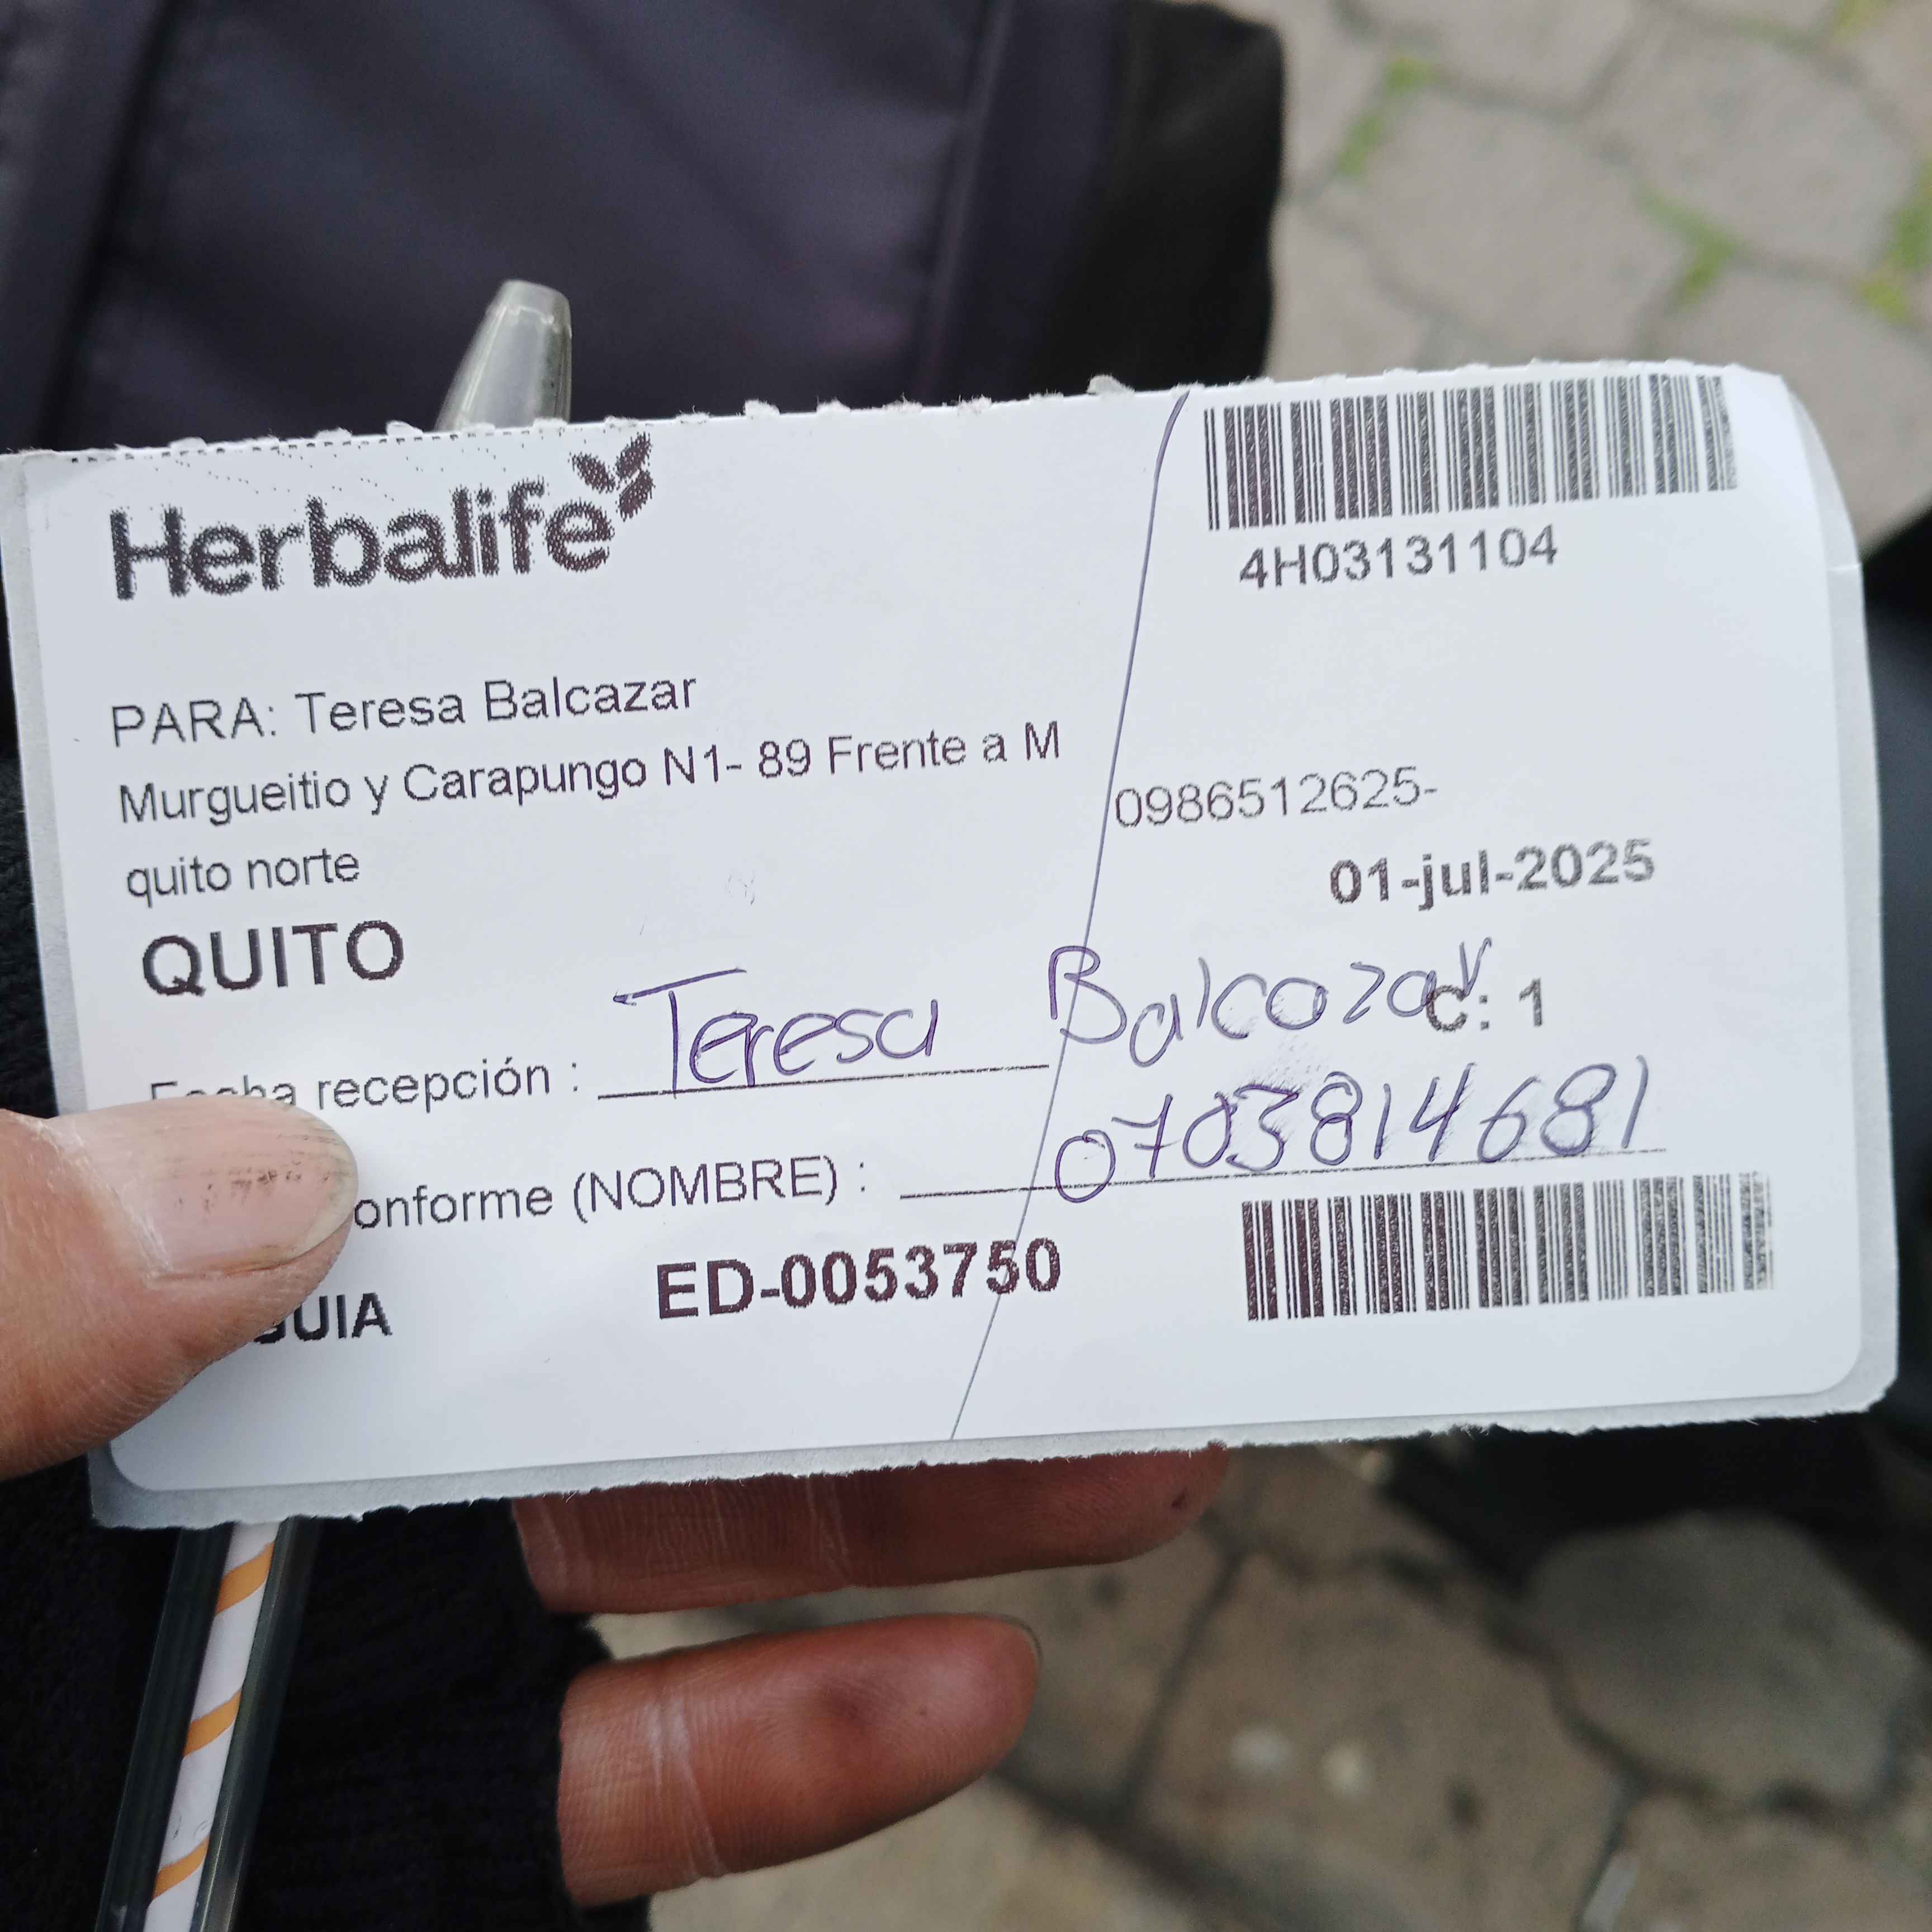 Herbalife
4H03131104
PARA: Teresa Balcazar
Murgueitio y Carapungo N1- 89 Frente a M
0986512625-
quito norte
01-jul-2025
QUITO
C: 1
recepción : Teresa Balcozar
onforme (NOMBRE) : 0703814681
GUIA ED-0053750